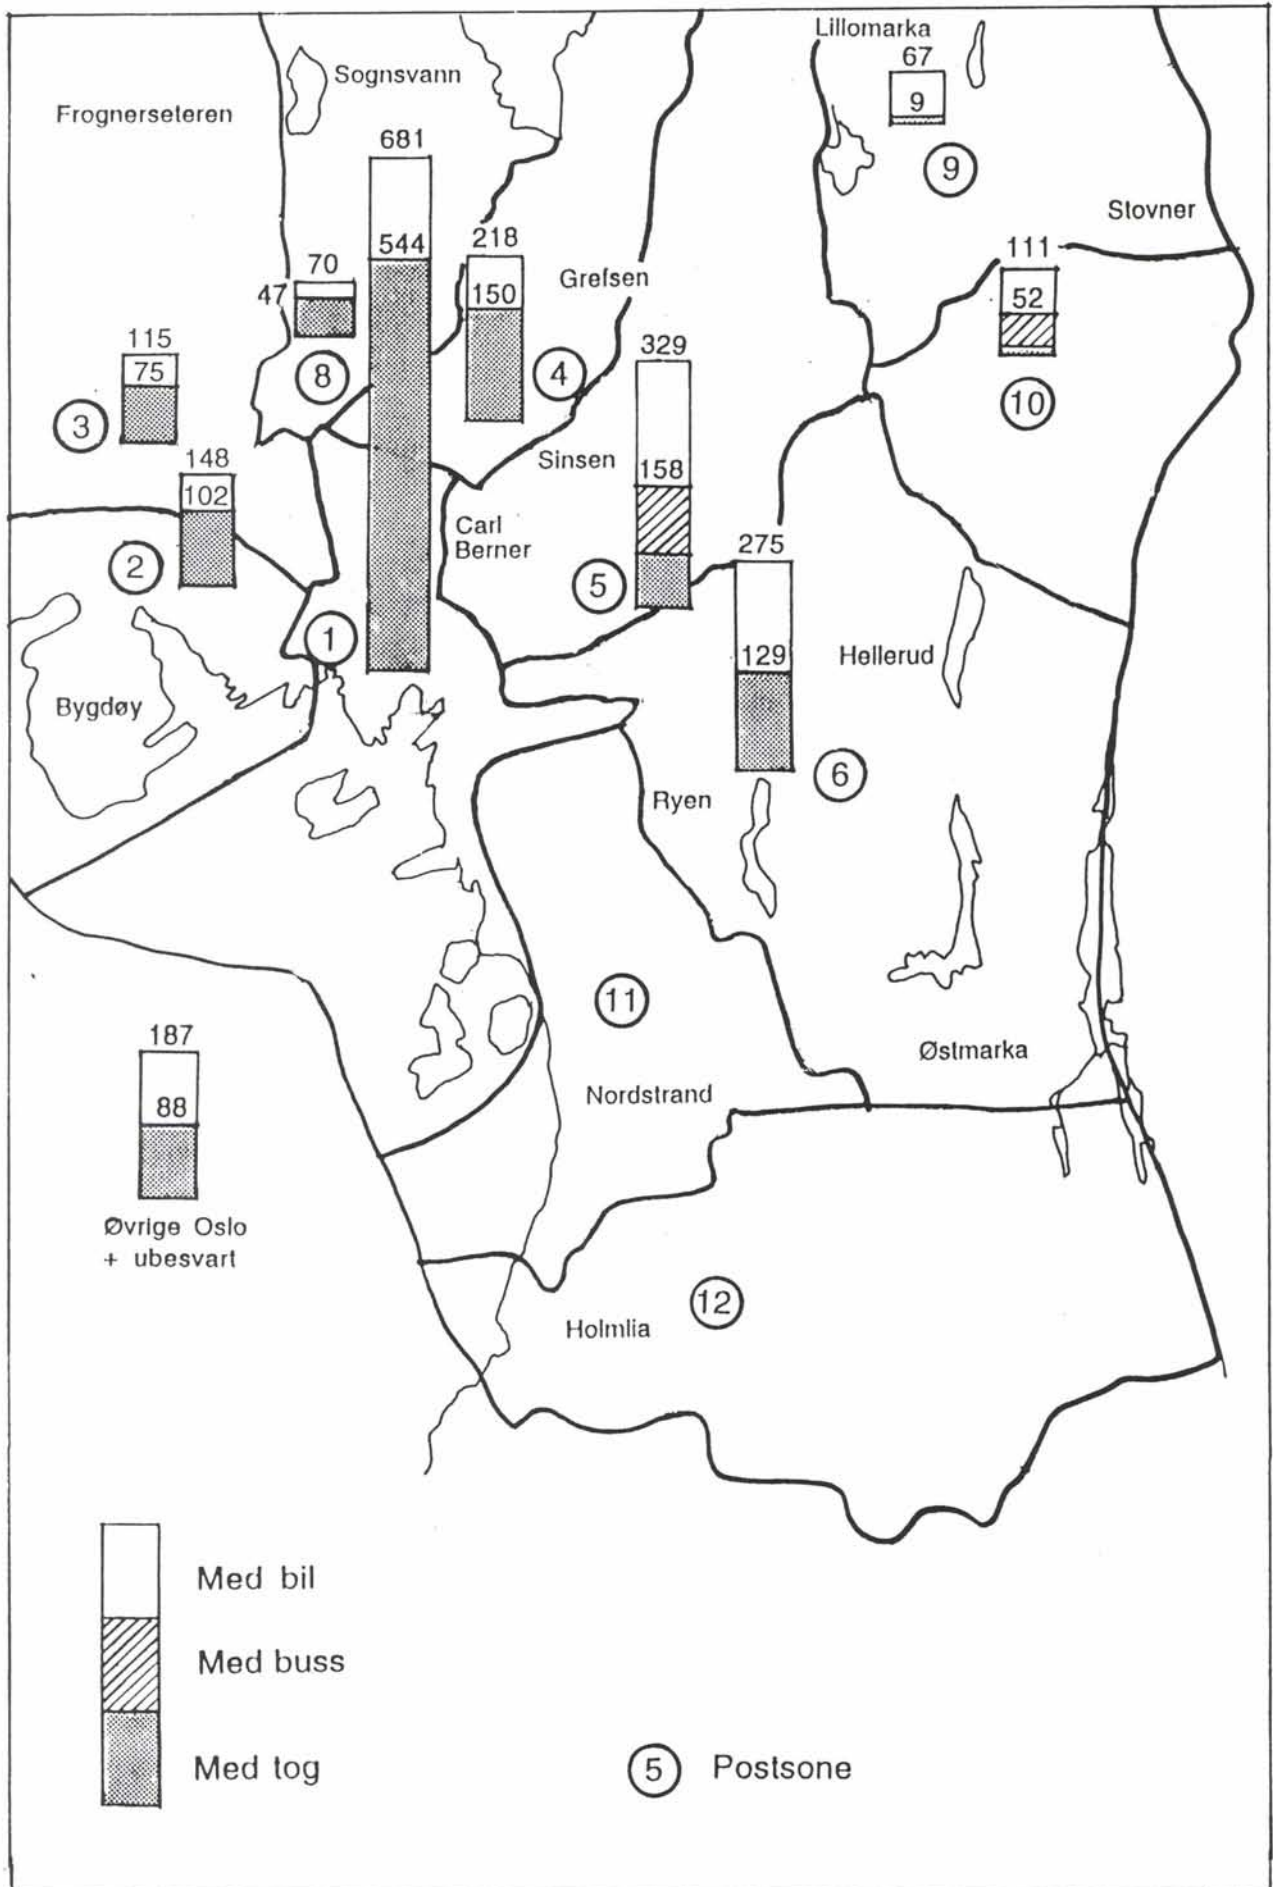 Lillomarka
67
9
9
Sognsvann
Frognerseteren
681
544
Stovner
111
52
10
218
150
Grefsen
4
70
47
8
115
75
3
329
158
5
Sinsen
148
102
2
Carl
Berner
275
129
6
Hellerud
1
Bygdøy
Ryen
11
Østmarka
Nordstrand
187
88
Øvrige Oslo
+ ubesvart
12
Holmlia
Med bil
Med buss
Med tog
5 Postsone